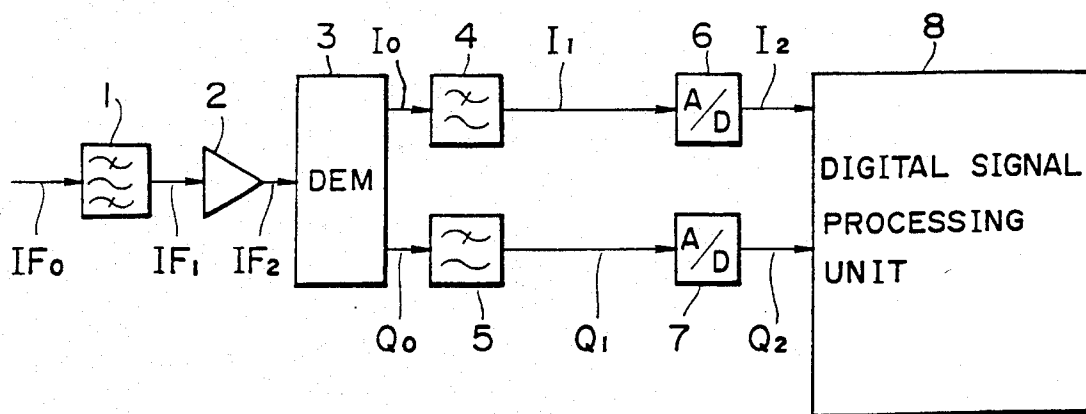 3 I0 4 I1 6 I2 8
1 2
A/D
DEM
DIGITAL SIGNAL
PROCESSING
UNIT
A/D
IF0 IF1 IF2
Q0 5 Q1 7 Q2